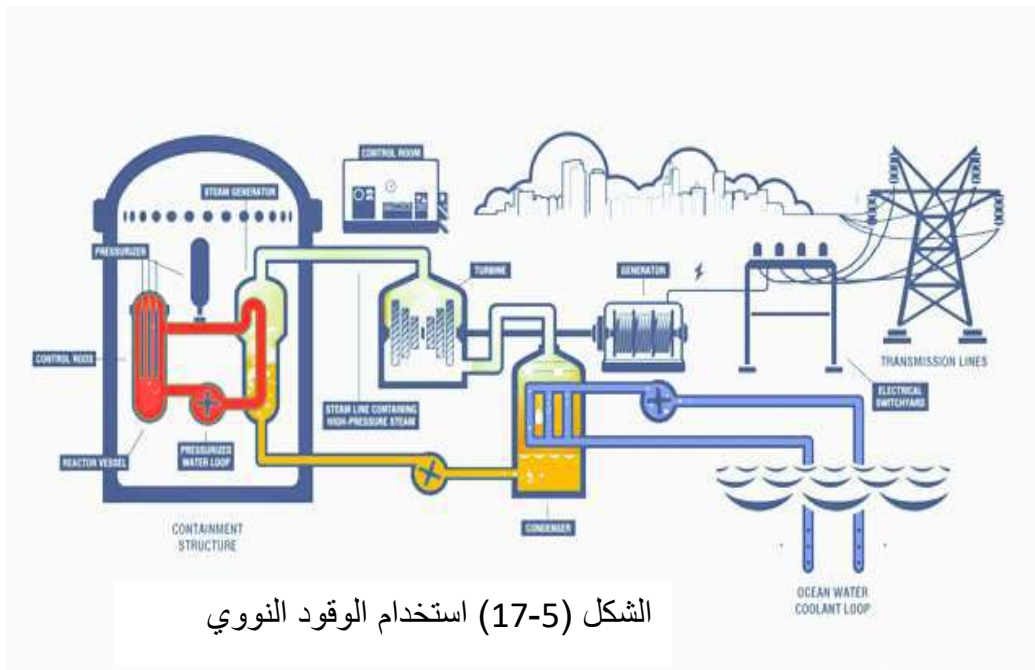 CONTROL ROOM
STEAM GENERATOR
PRESSURIZER
TURBINE
GENERATOR
CONTROL RODS
TRANSMISSION LINES
ELECTRICAL
SWITCHYARD
STEAM LINE CONTAINING
HIGH-PRESSURE STEAM
REACTOR VESSEL
PRESSURIZED
WATER LOOP
CONDENSER
CONTAINMENT
STRUCTURE
OCEAN WATER
COOLANT LOOP
الشكل (5-17) استخدام الوقود النووي